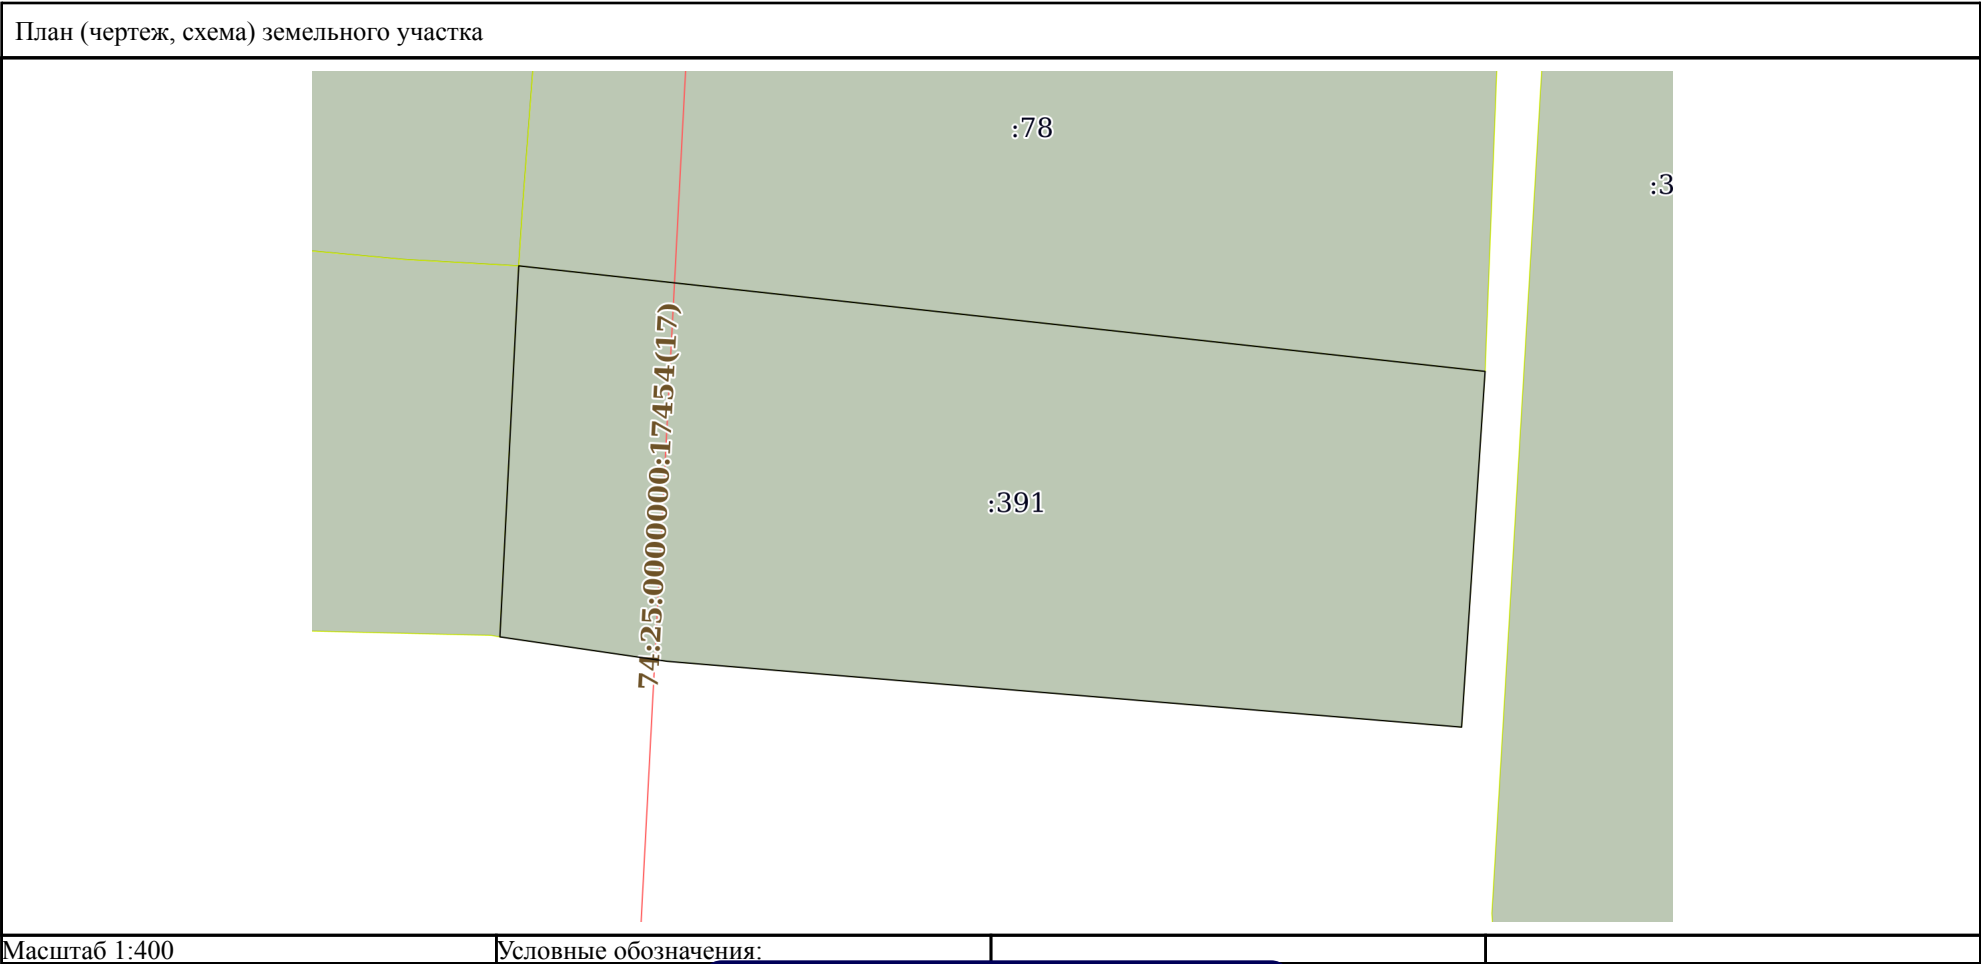 План (чертеж, схема) земельного участка
:78
:3
74:25:0000000:17454(17)
:391
Масштаб 1:400
Условные обозначения: